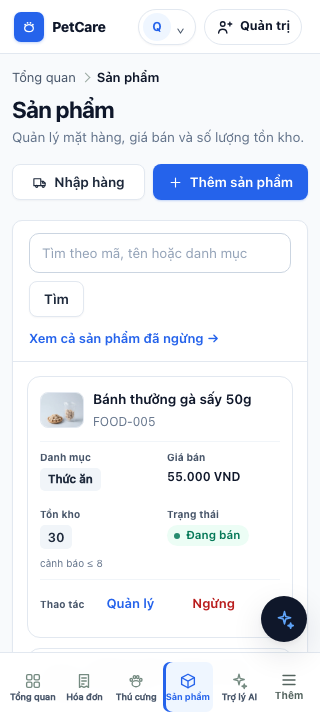 PetCare
Q
Quản trị
Tổng quan > Sản phẩm
Sản phẩm
Quản lý mặt hàng, giá bán và số lượng tồn kho.
Nhập hàng
+ Thêm sản phẩm
Tìm theo mã, tên hoặc danh mục
Tìm
Xem cả sản phẩm đã ngừng →
Bánh thưởng gà sấy 50g
FOOD-005
Danh mục
Giá bán
Thức ăn
55.000 VND
Tồn kho
Trạng thái
30
Đang bán
cảnh báo ≤ 8
Thao tác
Quản lý
Ngừng
Tổng quan
Hóa đơn
Thú cưng
Sản phẩm
Trợ lý AI
Thêm